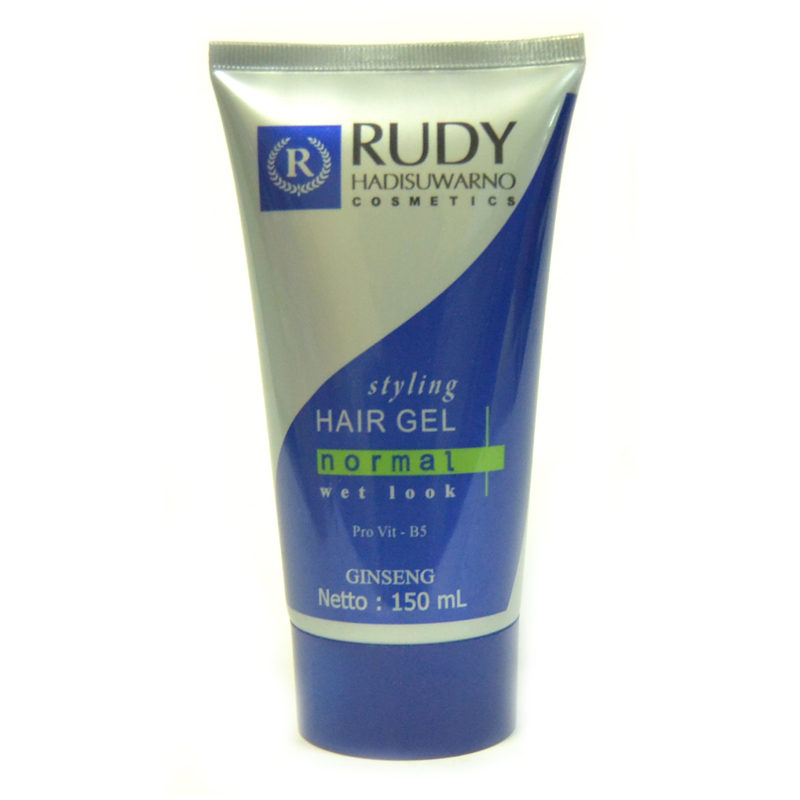 R
RUDY
HADISUWARNO
COSMETICS
styling
HAIR GEL
normal
wet look
Pro Vit - B5
GINSENG
Netto : 150 mL